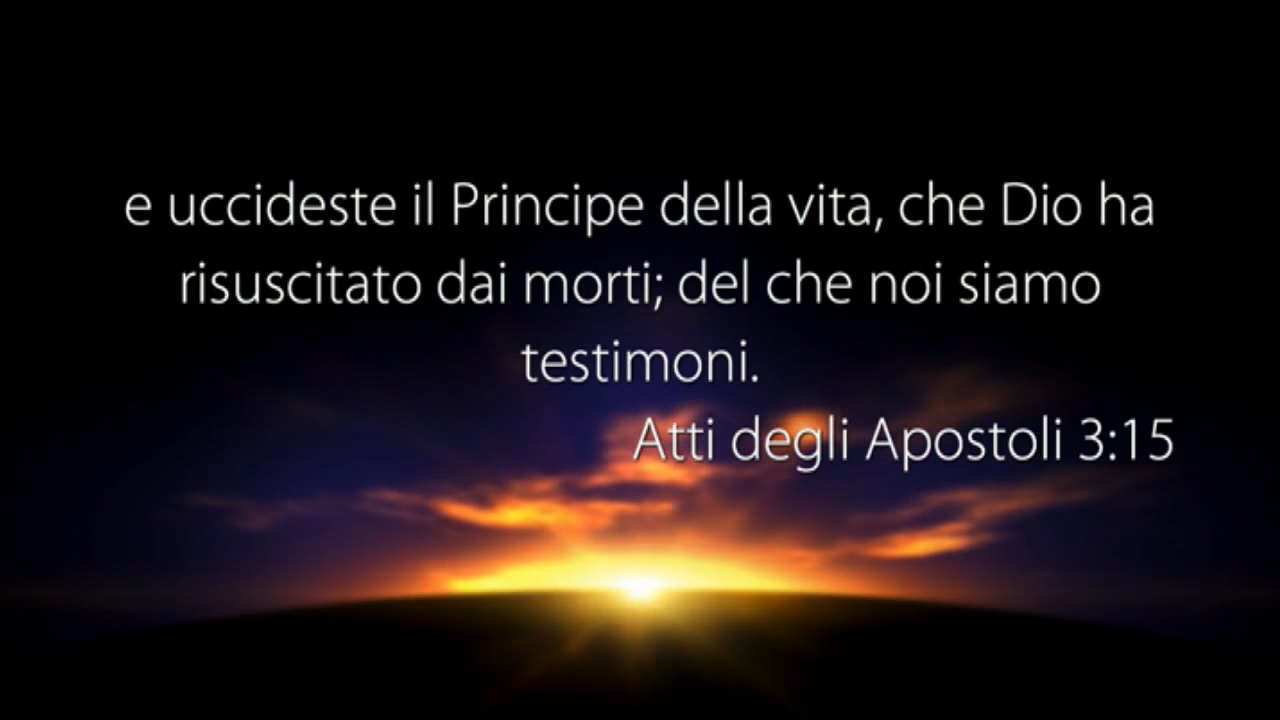 e uccideste il Principe della vita, che Dio ha
risuscitato dai morti; del che noi siamo
testimoni.
Atti degli Apostoli 3:15